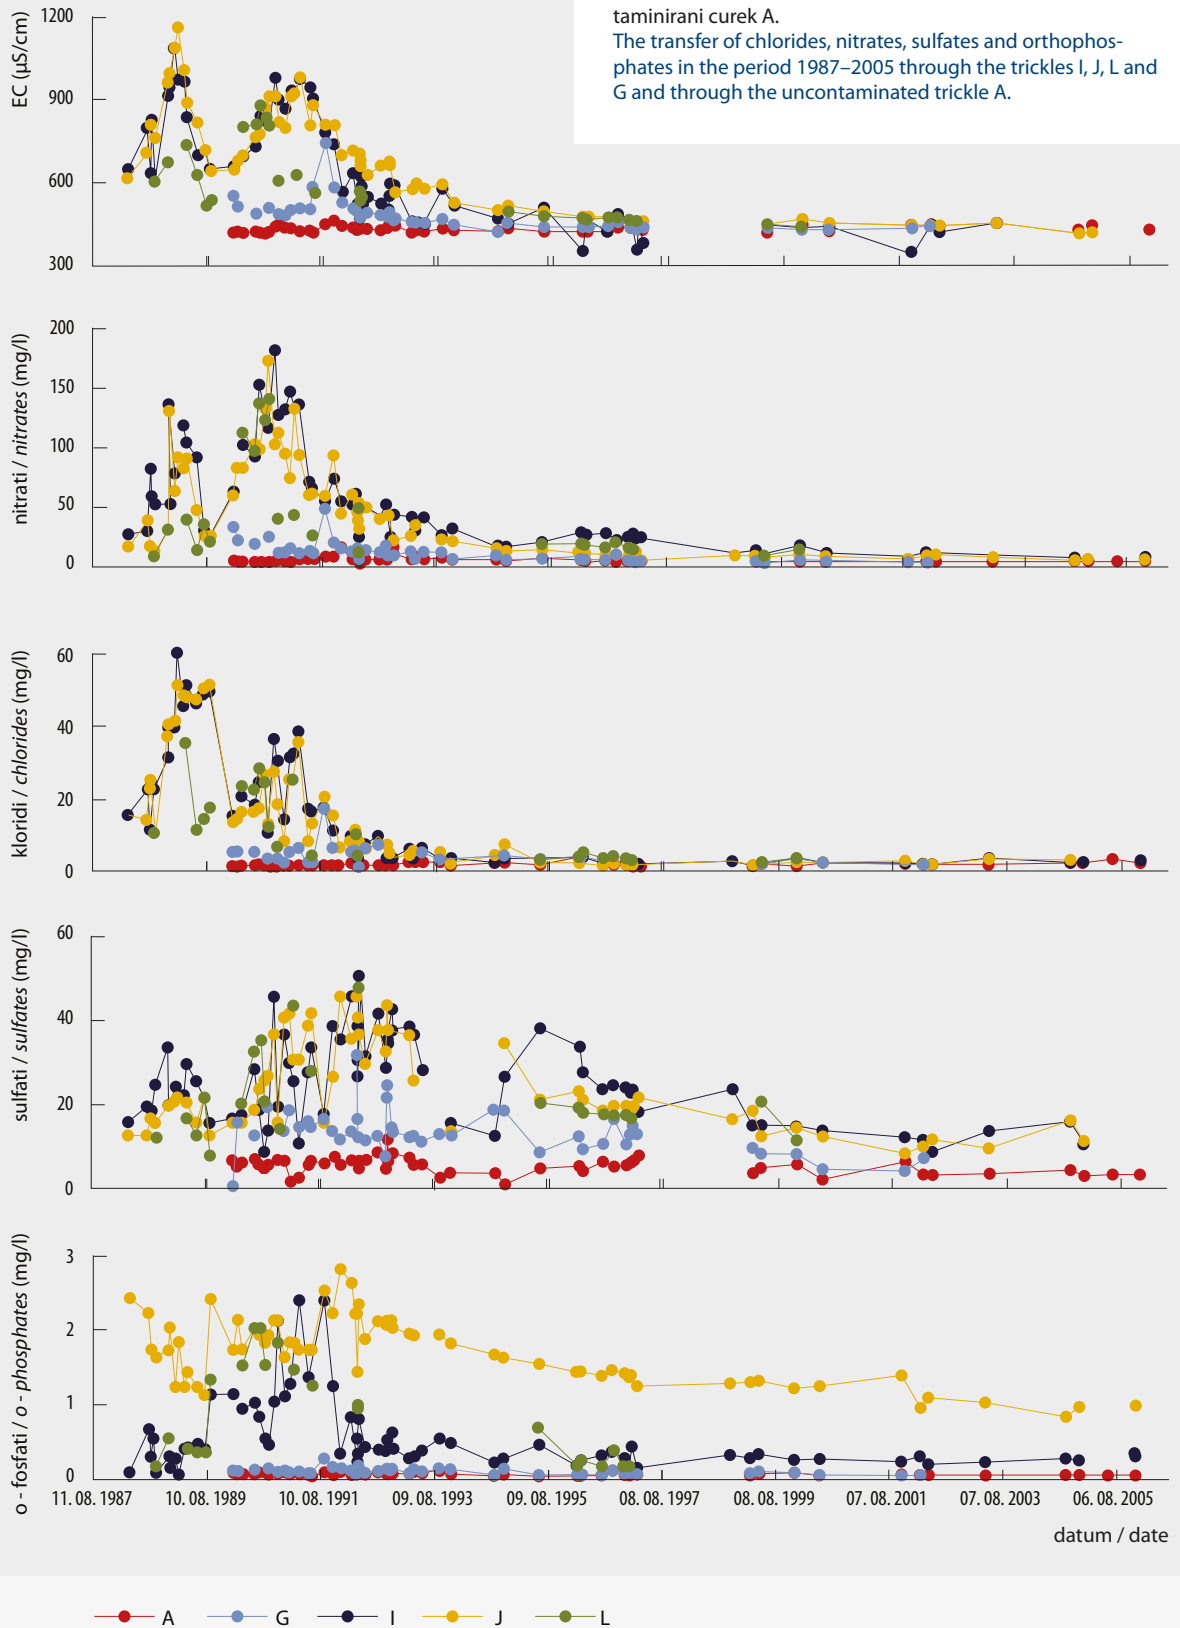 taminirani curek A.
The transfer of chlorides, nitrates, sulfates and orthophos-
phates in the period 1987–2005 through the trickles I, J, L and
G and through the uncontaminated trickle A.
EC (µS/cm)
1200
900
600
300
nitrati / nitrates (mg/l)
200
150
100
50
0
kloridi / chlorides (mg/l)
60
40
20
0
sulfati / sulfates (mg/l)
60
40
20
0
o - fosfati / o - phosphates (mg/l)
3
2
1
0
11. 08. 1987 10. 08. 1989 10. 08. 1991 09. 08. 1993 09. 08. 1995 08. 08. 1997 08. 08. 1999 07. 08. 2001 07. 08. 2003 06. 08. 2005
datum / date
A G I J L